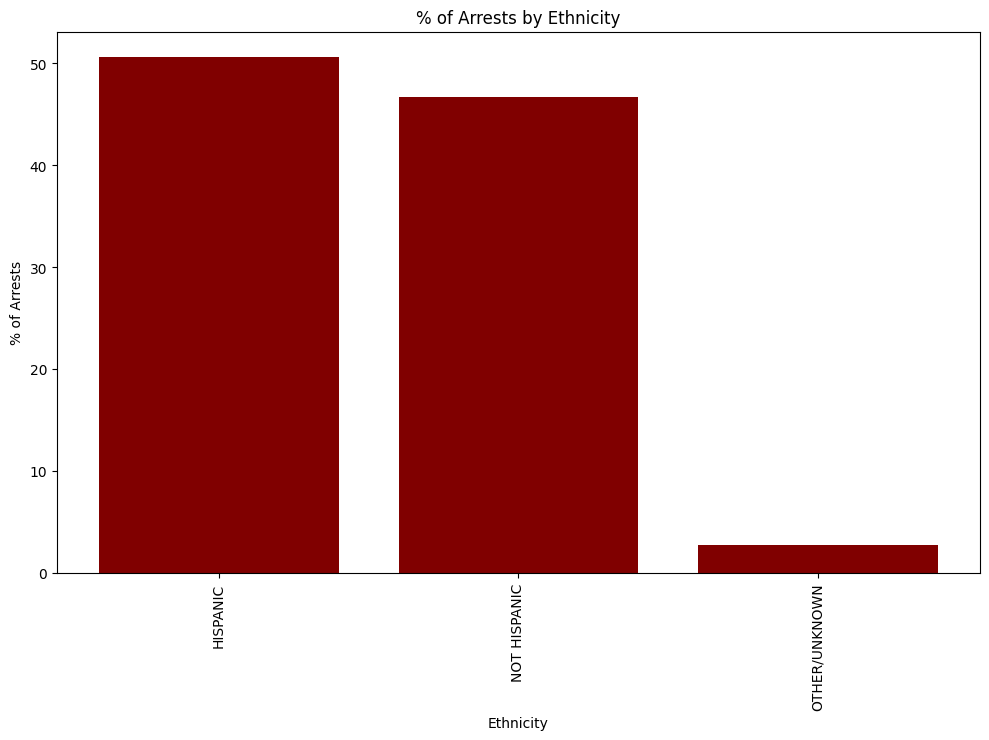 % of Arrests by Ethnicity
% of Arrests
50
40
30
20
10
0
HISPANIC
NOT HISPANIC
OTHER/UNKNOWN
Ethnicity